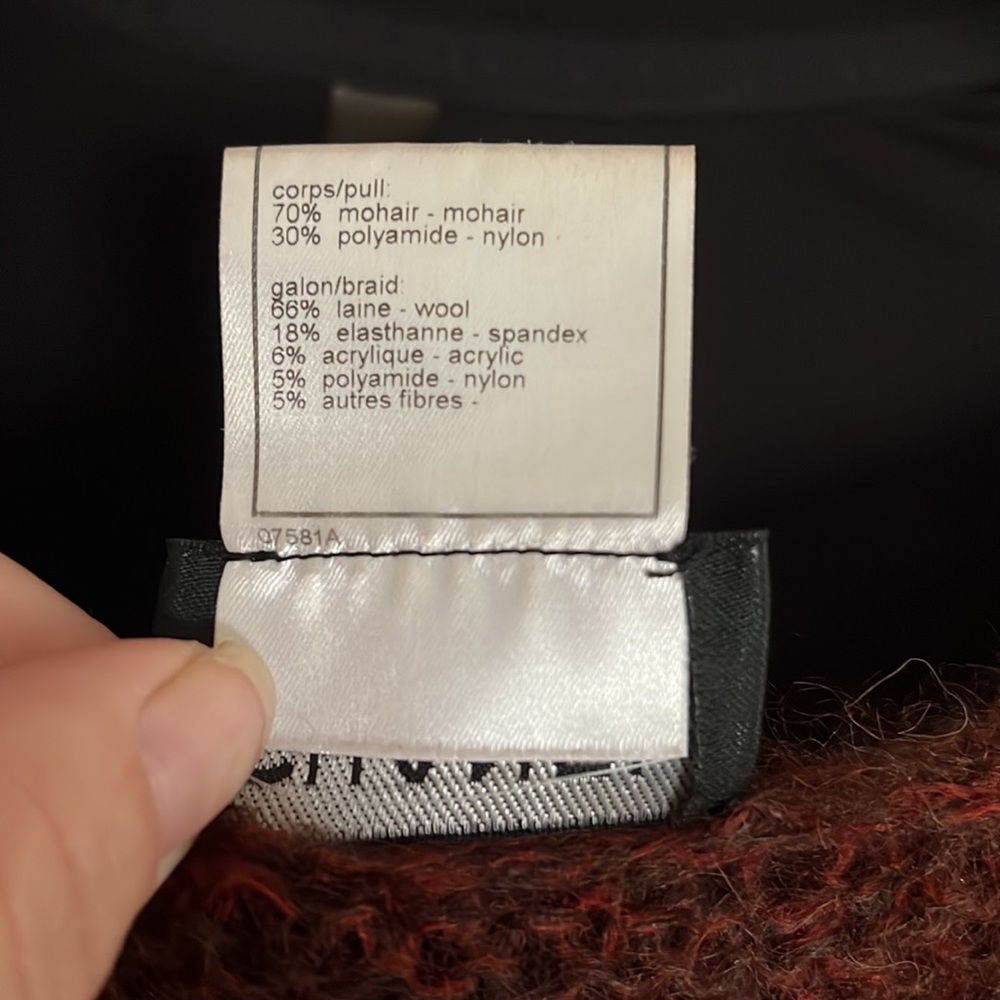 corps/pull:
70% mohair - mohair
30% polyamide - nylon
galon/braid:
66% laine - wool
18% elasthanne - spandex
6% acrylique - acrylic
5% polyamide - nylon
5% autres fibres -
07581A